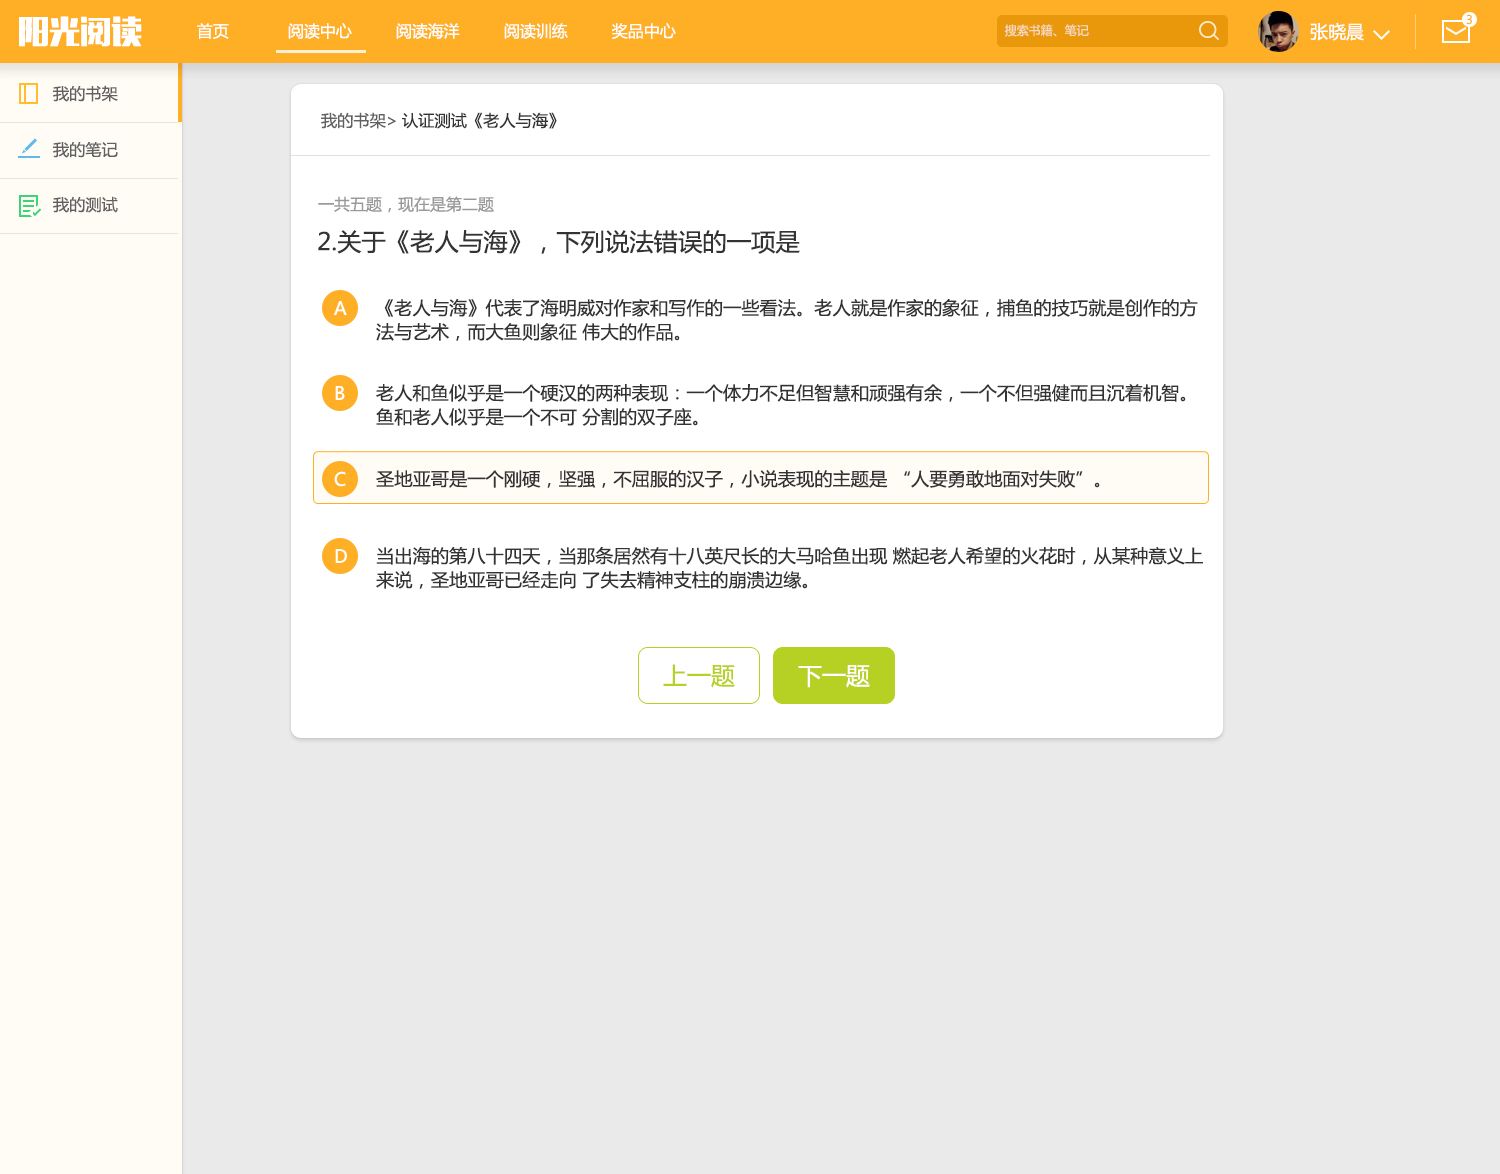 阳光阅读
首页
阅读中心
阅读海洋
阅读训练
奖品中心
搜索书籍、笔记
张晓晨
3
我的书架
我的笔记
我的测试
我的书架> 认证测试《老人与海》
一共五题，现在是第二题
2.关于《老人与海》，下列说法错误的一项是
A
《老人与海》代表了海明威对作家和写作的一些看法。老人就是作家的象征，捕鱼的技巧就是创作的方
法与艺术，而大鱼则象征 伟大的作品。
B
老人和鱼似乎是一个硬汉的两种表现：一个体力不足但智慧和顽强有余，一个不但强健而且沉着机智。
鱼和老人似乎是一个不可 分割的双子座。
C
圣地亚哥是一个刚硬，坚强，不屈服的汉子，小说表现的主题是 “人要勇敢地面对失败”。
D
当出海的第八十四天，当那条居然有十八英尺长的大马哈鱼出现 燃起老人希望的火花时，从某种意义上
来说，圣地亚哥已经走向 了失去精神支柱的崩溃边缘。
上一题
下一题